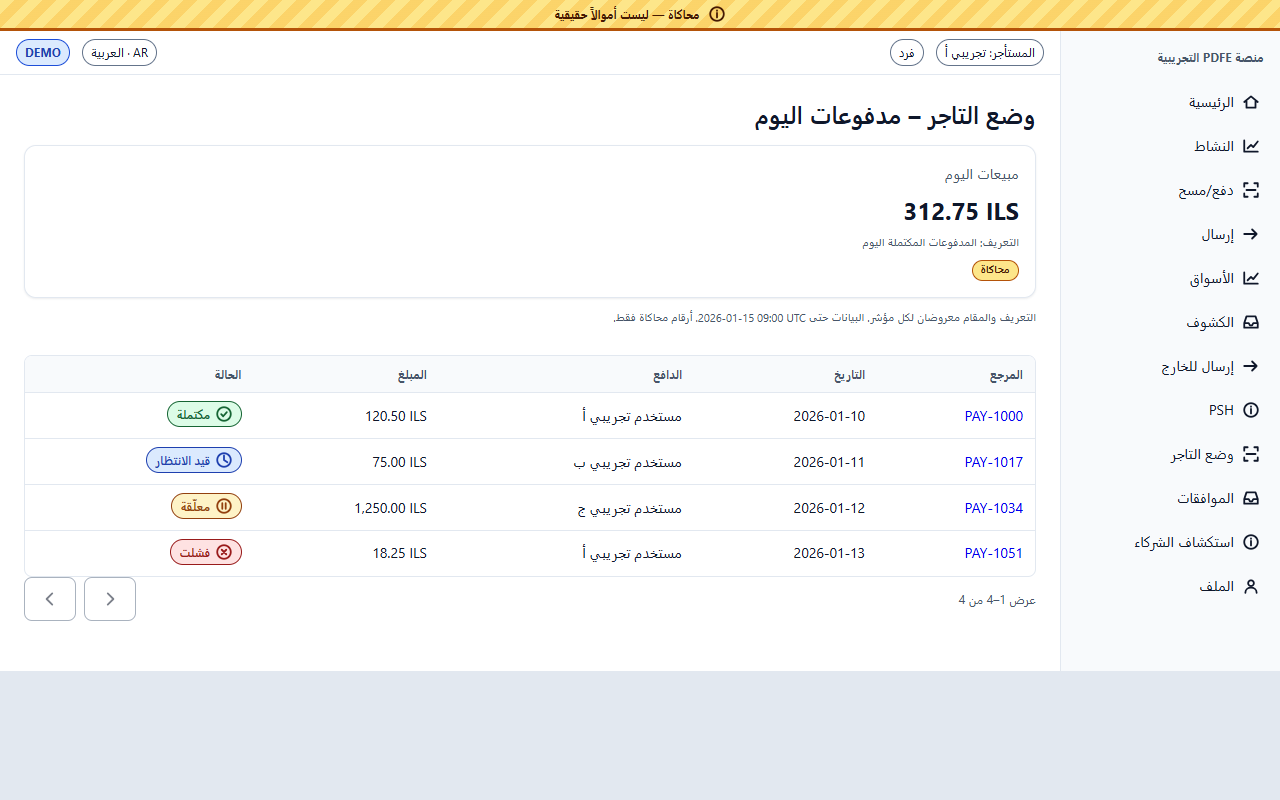 محاكاة — ليست أموالاً حقيقية
منصة PDFE التجريبية
الرئيسية
النشاط
دفع/مسح
إرسال
الأسواق
الكشوف
إرسال للخارج
PSH
وضع التاجر
الموافقات
استكشاف الشركاء
الملف
المستأجر: تجريبي أ
فرد
AR · العربية
DEMO
وضع التاجر – مدفوعات اليوم
مبيعات اليوم
312.75 ILS
التعريف: المدفوعات المكتملة اليوم
محاكاة
التعريف والمقام معروضان لكل مؤشر. البيانات حتى 2026-01-15 09:00 UTC. أرقام محاكاة فقط.
المرجع التاريخ الدافع المبلغ الحالة
PAY-1000 2026-01-10 مستخدم تجريبي أ 120.50 ILS مكتملة
PAY-1017 2026-01-11 مستخدم تجريبي ب 75.00 ILS قيد الانتظار
PAY-1034 2026-01-12 مستخدم تجريبي ج 1,250.00 ILS معلّقة
PAY-1051 2026-01-13 مستخدم تجريبي أ 18.25 ILS فشلت
عرض 1–4 من 4